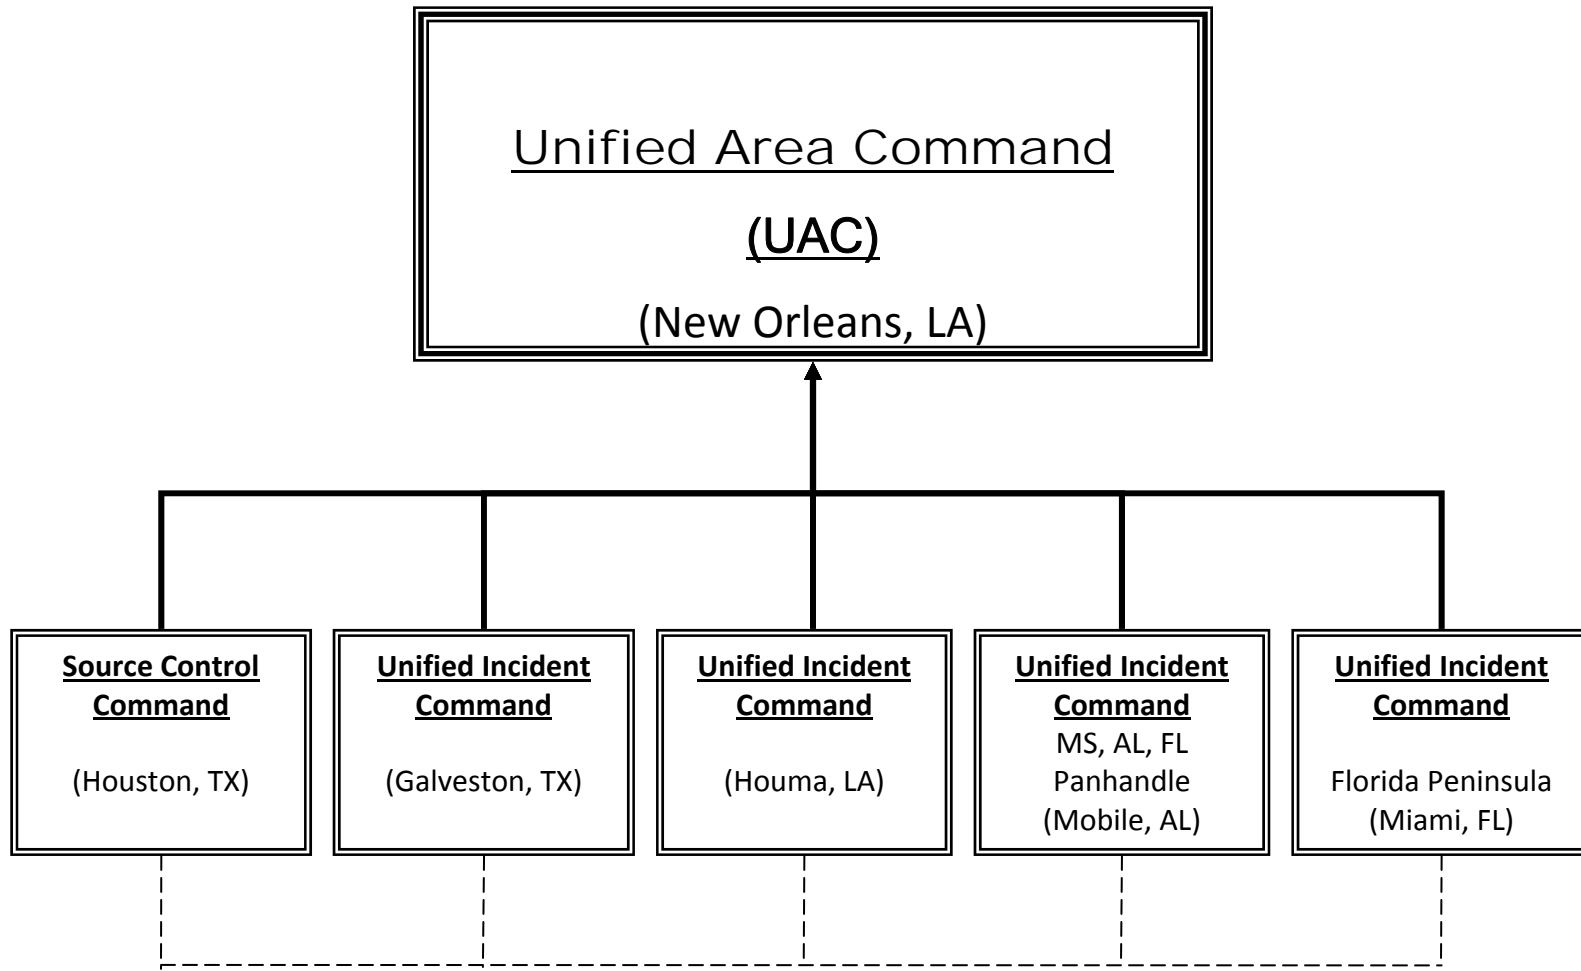 Unified Area Command
(UAC)
(New Orleans, LA)
Source Control
Command
(Houston, TX)
Unified Incident
Command
(Galveston, TX)
Unified Incident
Command
(Houma, LA)
Unified Incident
Command
MS, AL, FL
Panhandle
(Mobile, AL)
Unified Incident
Command
Florida Peninsula
(Miami, FL)